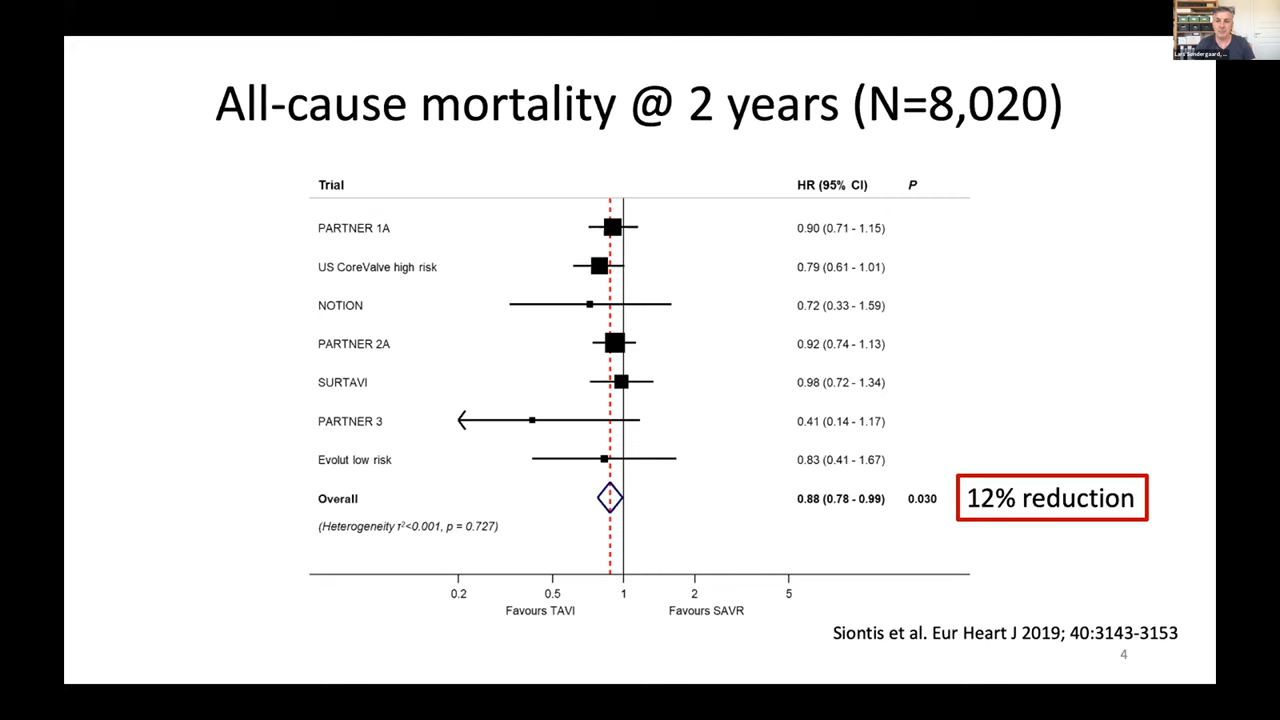 Lars Søndergaard, ...
All-cause mortality @ 2 years (N=8,020)
Trial HR (95% CI) P
PARTNER 1A 0.90 (0.71 - 1.15)
US CoreValve high risk 0.79 (0.61 - 1.01)
NOTION 0.72 (0.33 - 1.59)
PARTNER 2A 0.92 (0.74 - 1.13)
SURTAVI 0.98 (0.72 - 1.34)
PARTNER 3 0.41 (0.14 - 1.17)
Evolut low risk 0.83 (0.41 - 1.67)
Overall 0.88 (0.78 - 0.99) 0.030 12% reduction
(Heterogeneity τ²<0.001, p = 0.727)
0.2 0.5 1 2 5
Favours TAVI Favours SAVR
Siontis et al. Eur Heart J 2019; 40:3143-3153
4